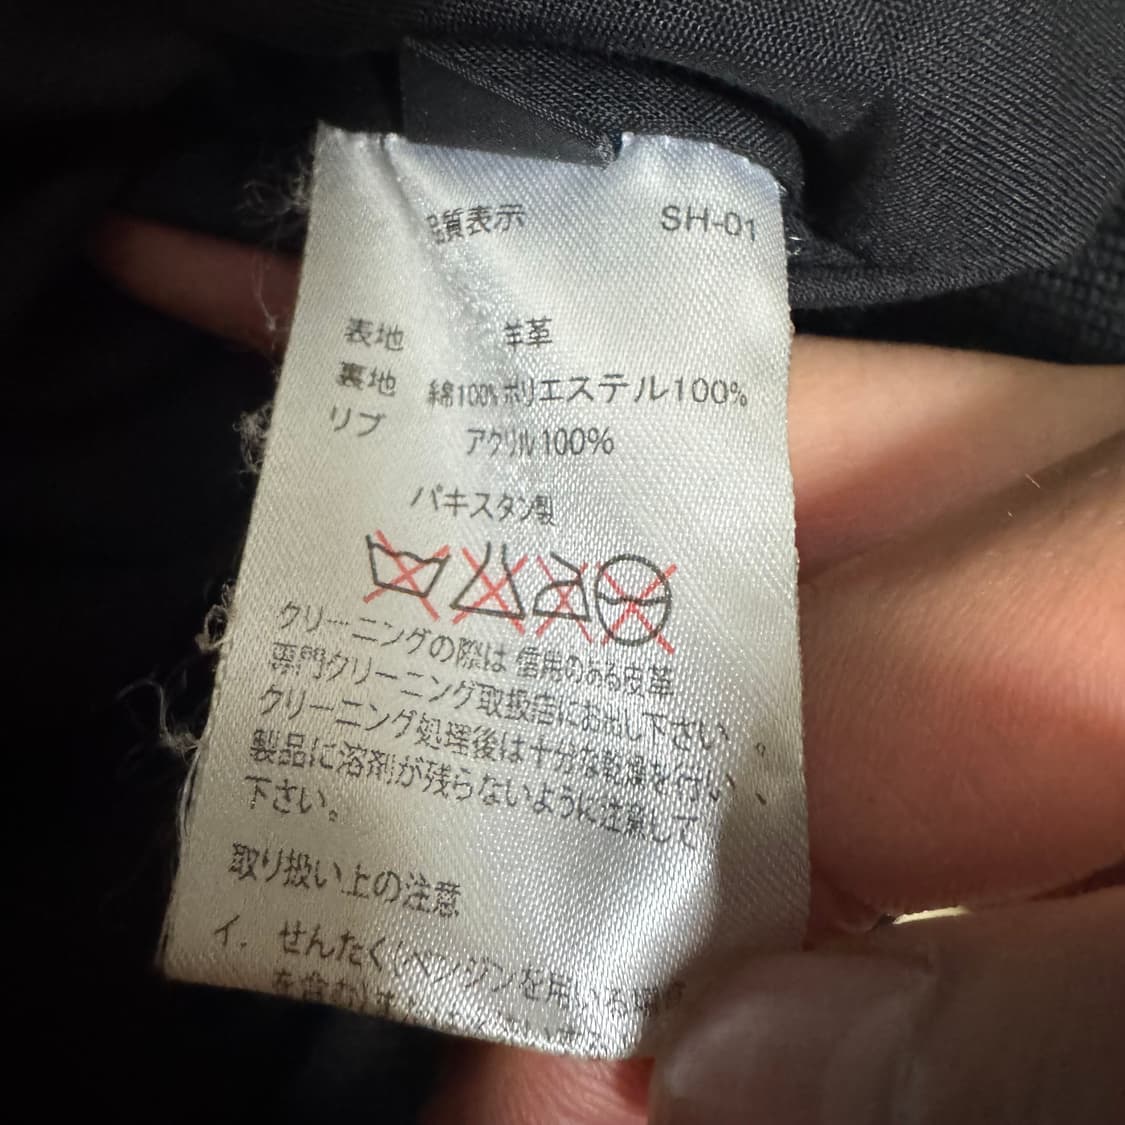 品質表示 SH-01
表地 羊革
裏地 綿100% ポリエステル100%
リブ アクリル100%
パキスタン製
クリーニングの際は 信用のある皮革
専門クリーニング取扱店にお出し下さい。
クリーニング処理後は十分な乾燥を行い、
製品に溶剤が残らないように注意して
下さい。
取り扱い上の注意
イ. せんたくベンジンを用いる